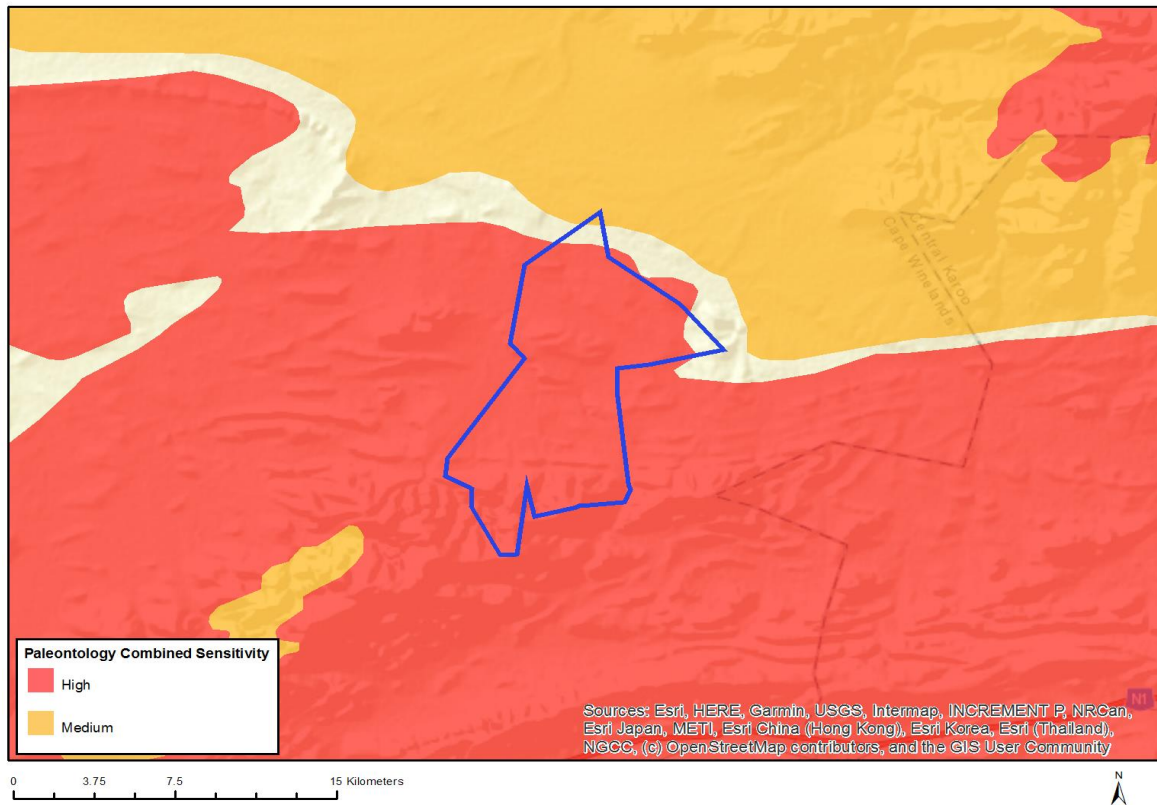 Central Karoo
Cape Winelands
Paleontology Combined Sensitivity
High
Medium
N1
Sources: Esri, HERE, Garmin, USGS, Intermap, INCREMENT P, NRCan,
Esri Japan, METI, Esri China (Hong Kong), Esri Korea, Esri (Thailand),
NGCC, (c) OpenStreetMap contributors, and the GIS User Community
0 3.75 7.5 15 Kilometers
N